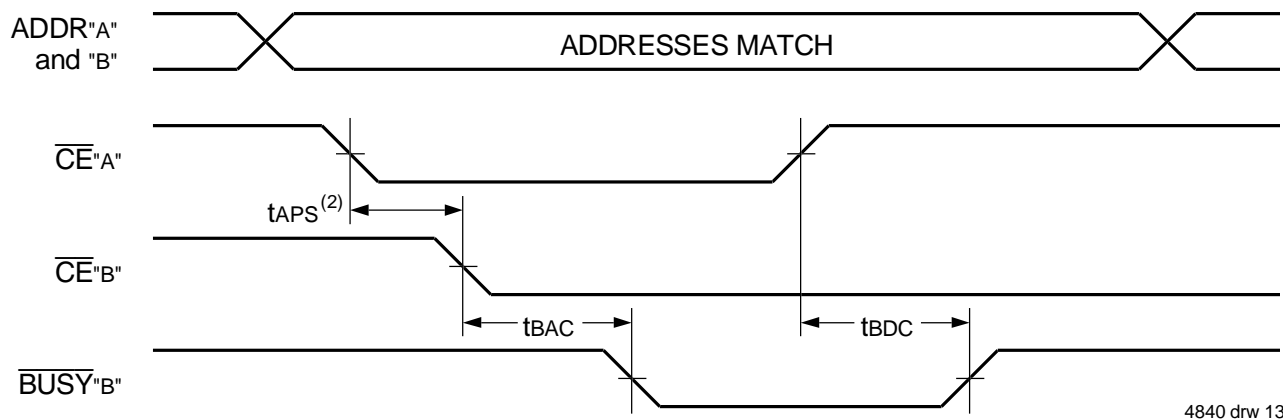 ADDR"A"
and "B"
ADDRESSES MATCH
CE"A"
tAPS(2)
CE"B"
tBAC
tBDC
BUSY"B"
4840 drw 13